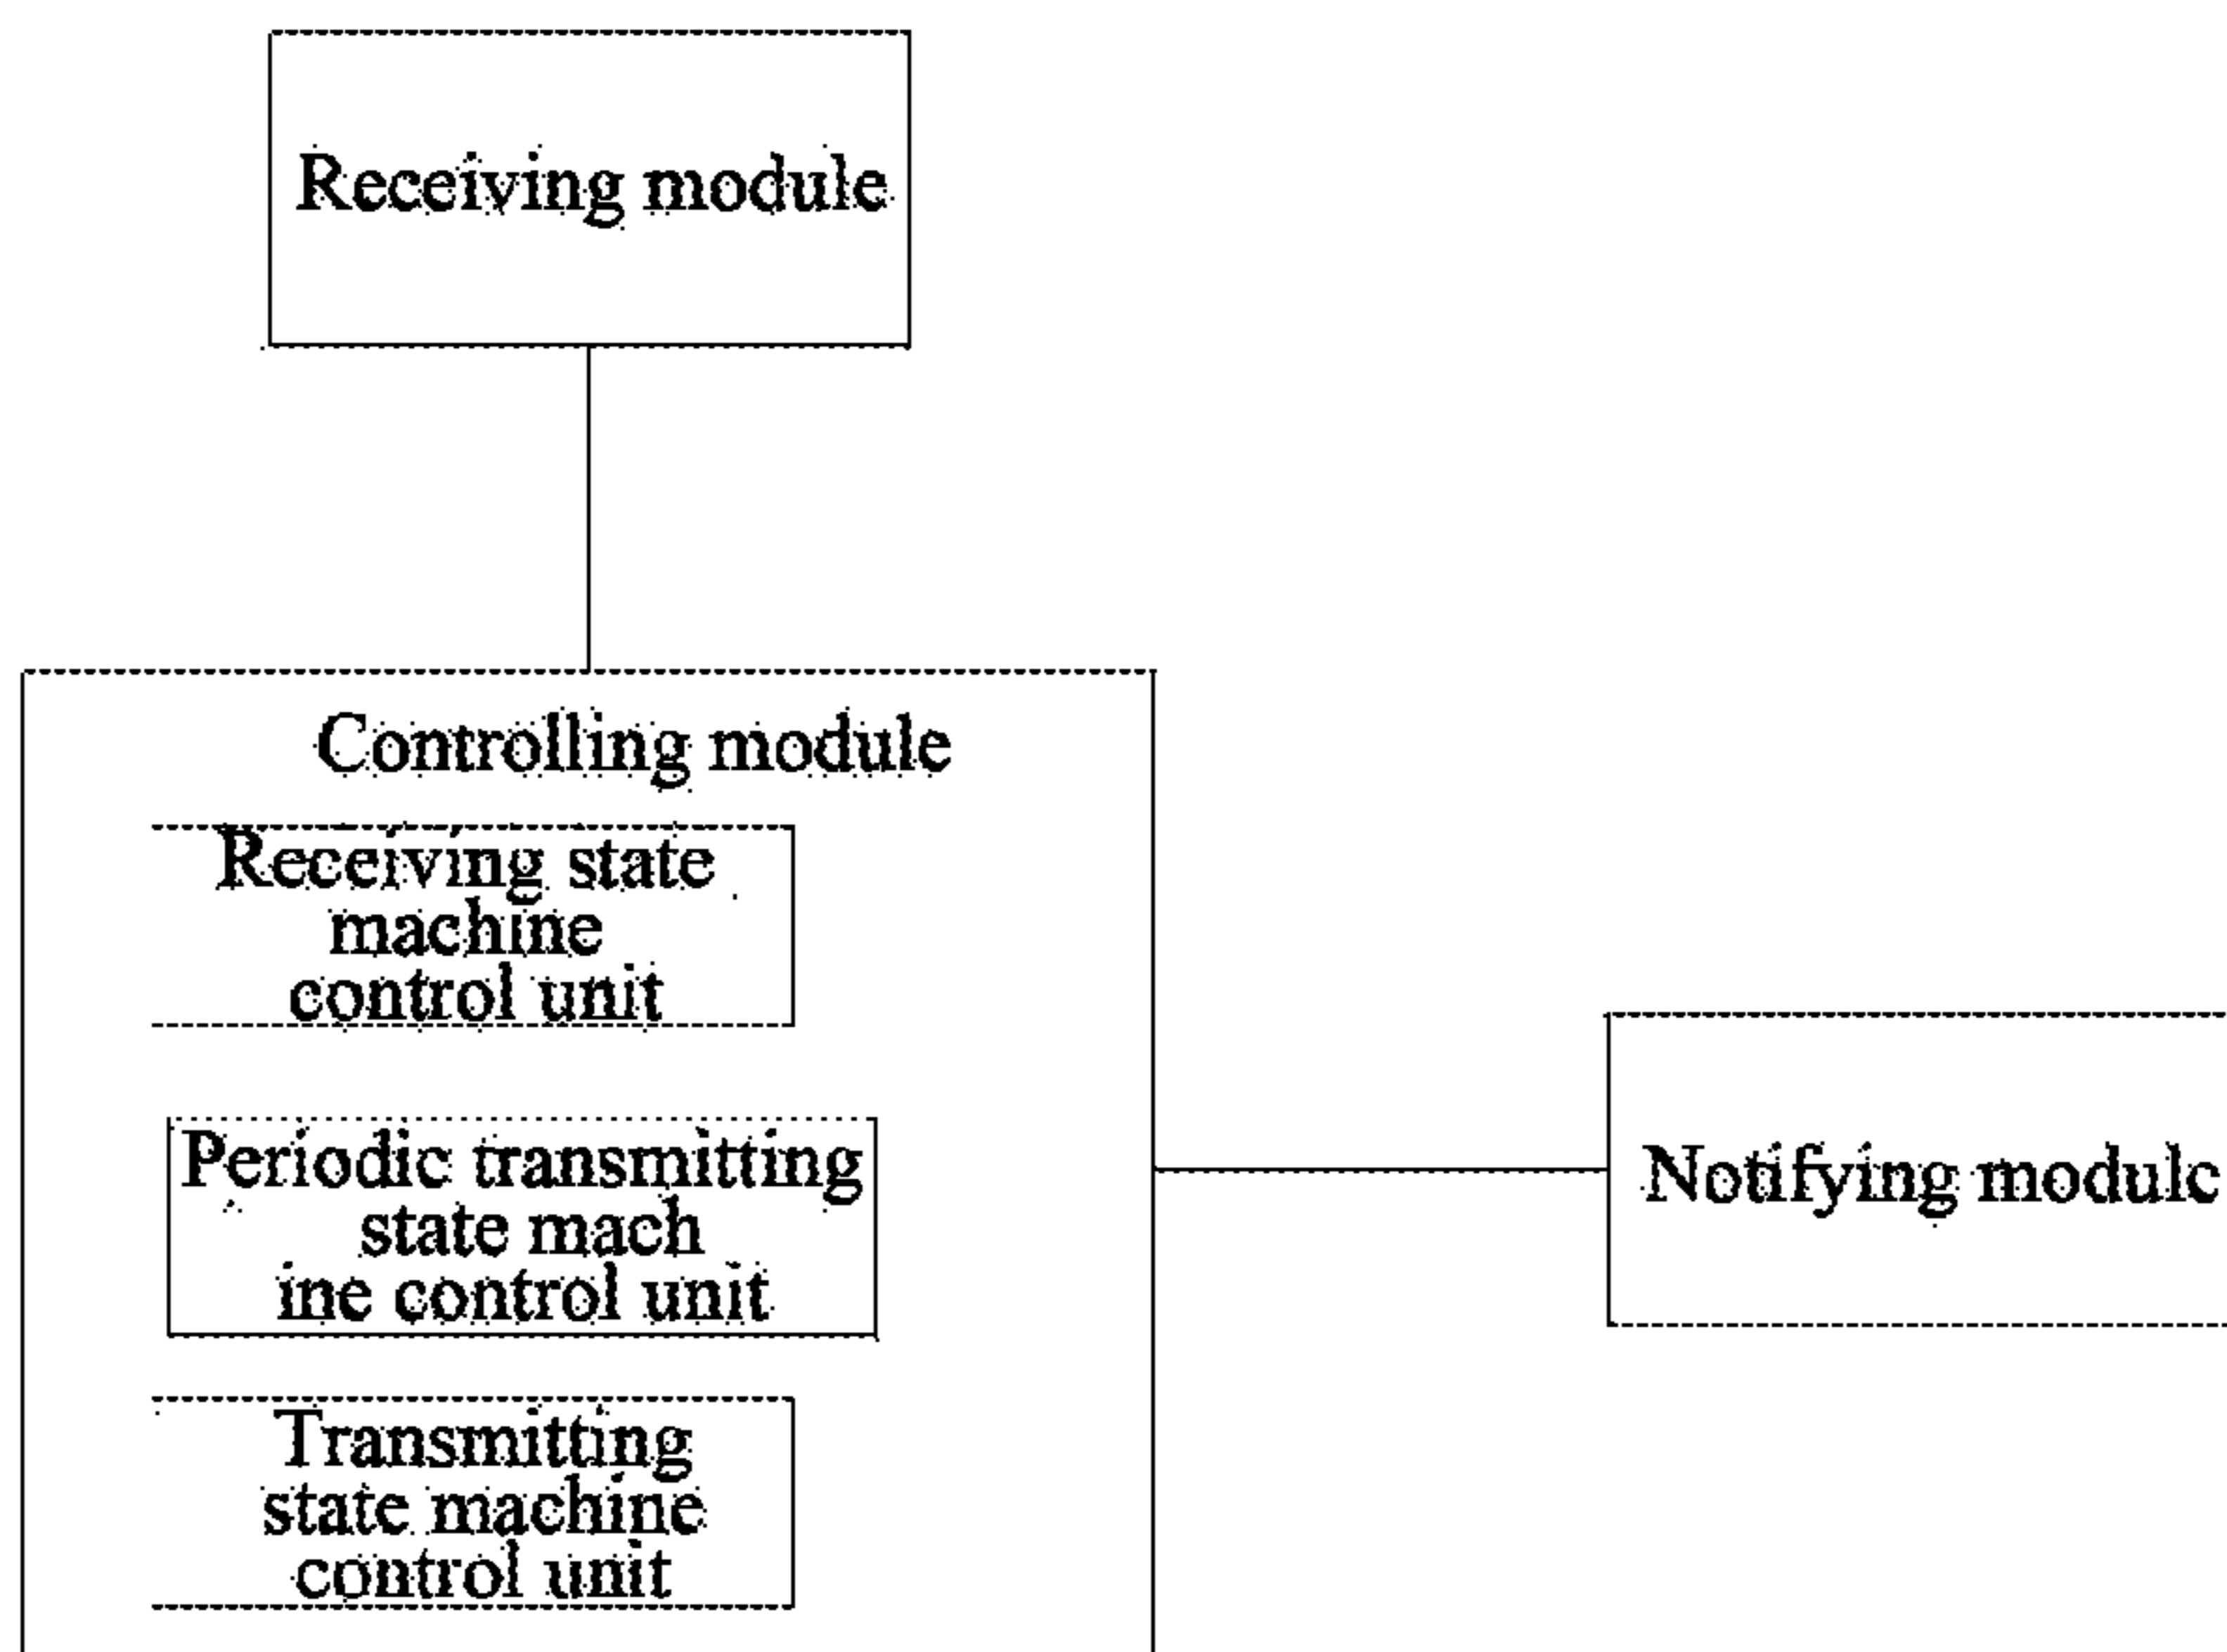 Receiving module
Controlling module
Receiving state
machine
control unit
Periodic transmitting
state mach
ine control unit
Transmitting
state machine
control unit
Notifying module